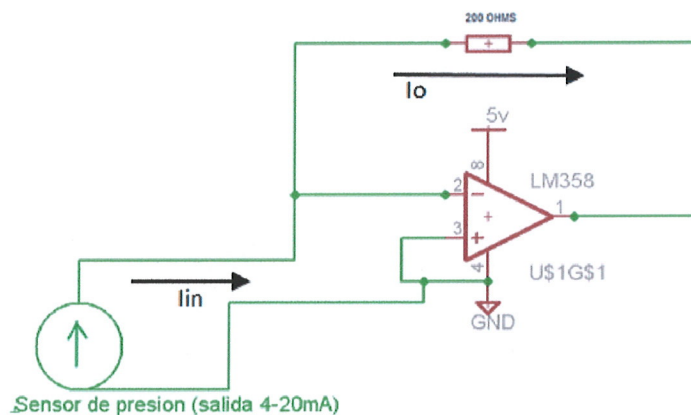 200 OHMS
Io
5v
8
LM358
2
1
3
4
U$1G$1
Iin
GND
Sensor de presion (salida 4-20mA)